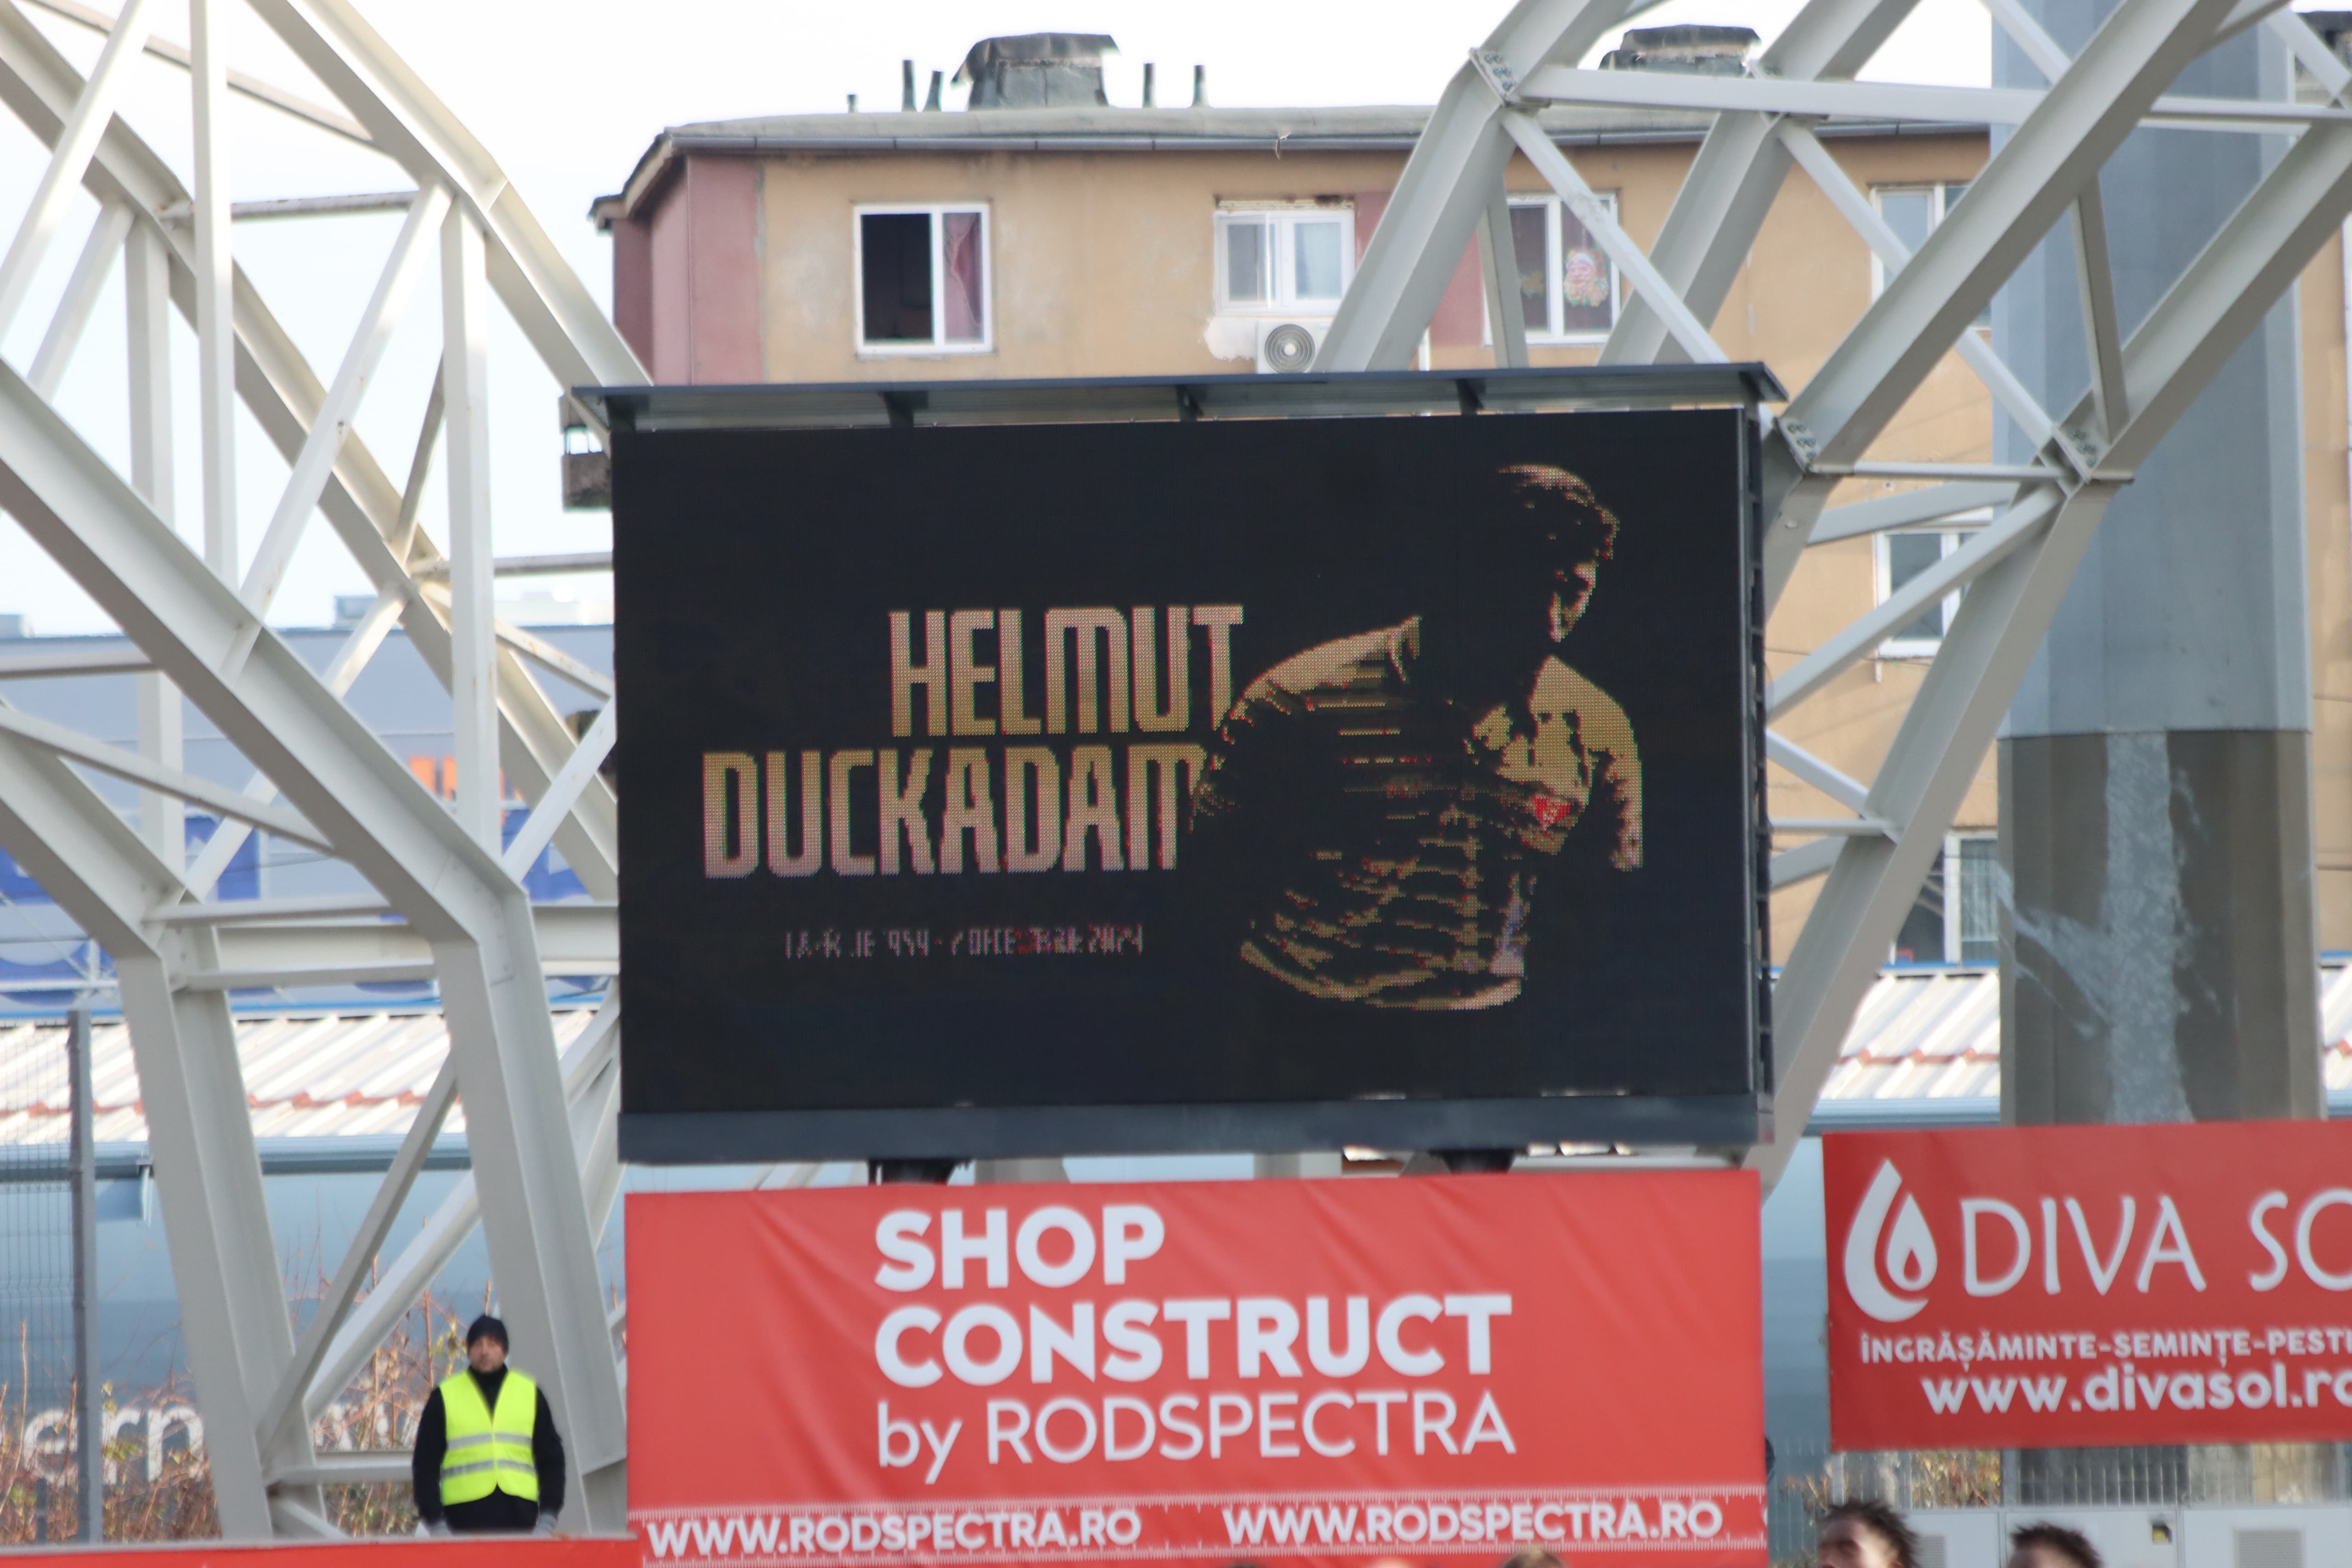 HELMUT
DUCKADAM
SHOP
CONSTRUCT
by RODSPECTRA
WWW.RODSPECTRA.RO WWW.RODSPECTRA.RO
DIVA SO
ÎNGRĂȘĂMINTE-SEMINȚE-PESTI
www.divasol.ro
ern